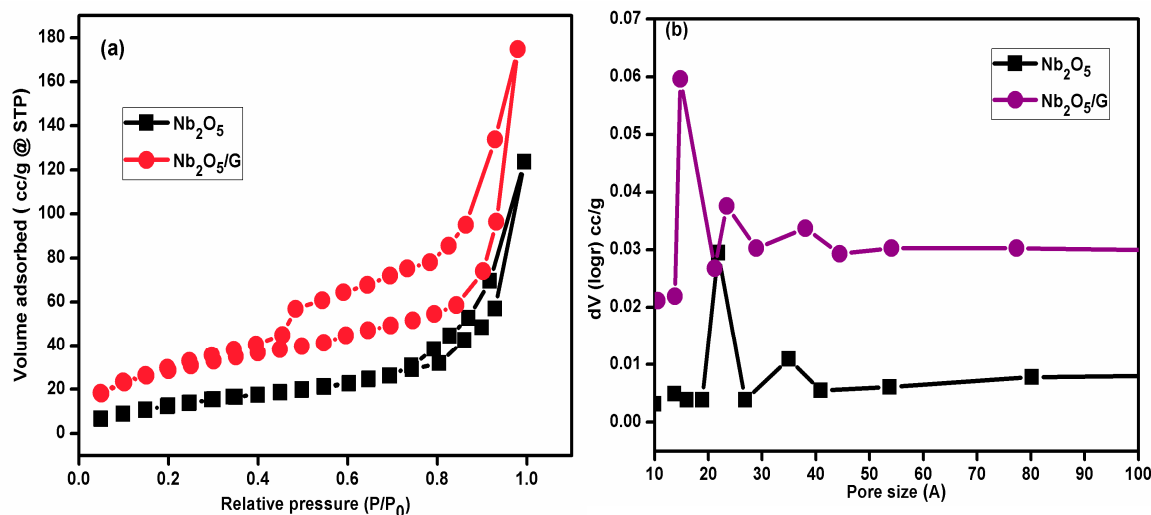 (a)
Nb2O5
Nb2O5/G
Volume adsorbed ( cc/g @ STP)
180
160
140
120
100
80
60
40
20
0
0.0 0.2 0.4 0.6 0.8 1.0
Relative pressure (P/P0)
(b)
Nb2O5
Nb2O5/G
dV (logr) cc/g
0.07
0.06
0.05
0.04
0.03
0.02
0.01
0.00
10 20 30 40 50 60 70 80 90 100
Pore size (A)